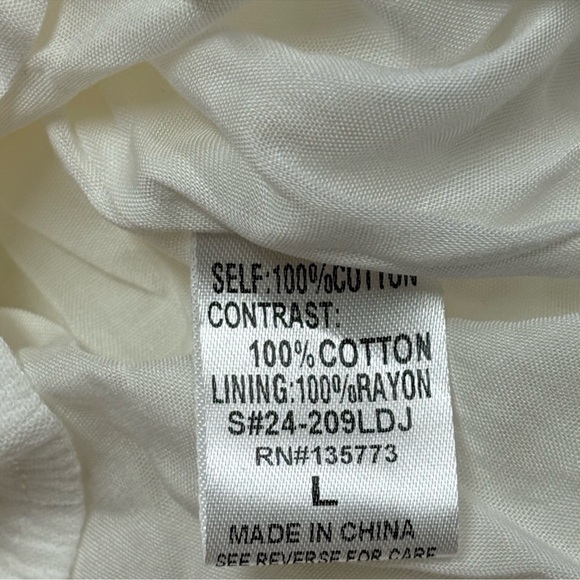 SELF:100%COTTON
CONTRAST:
100%COTTON
LINING:100%RAYON
S#24-209LDJ
RN#135773
L
MADE IN CHINA
SEE REVERSE FOR CARE